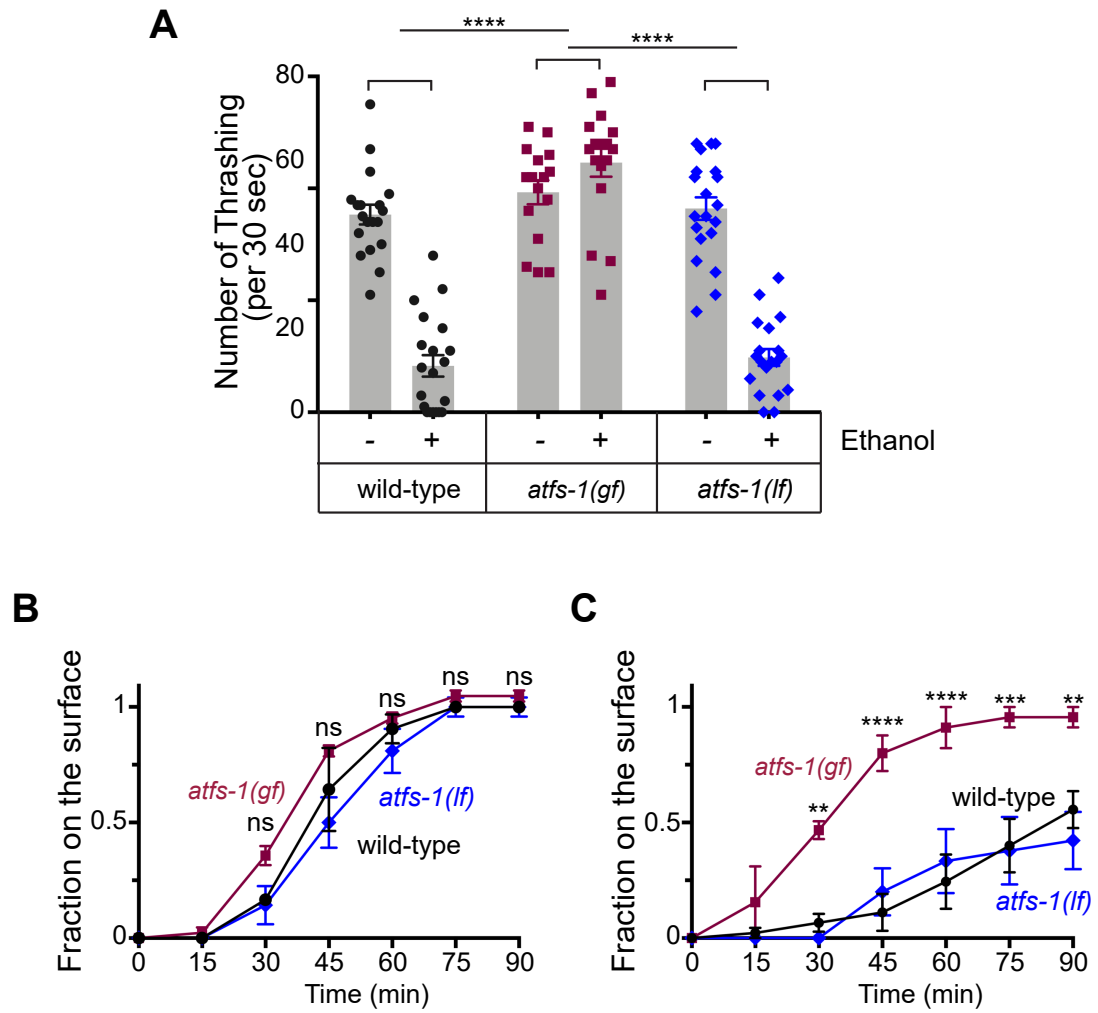 A
**** ****
Number of Thrashing
(per 30 sec)
80
60
40
20
0
- + - + - + Ethanol
wild-type atfs-1(gf) atfs-1(lf)
B
Fraction on the surface
1
0.5
0
ns ns ns ns ns
atfs-1(gf)
atfs-1(lf)
wild-type
0 15 30 45 60 75 90
Time (min)
C
Fraction on the surface
1
0.5
0
** **** **** *** **
atfs-1(gf)
wild-type
atfs-1(lf)
0 15 30 45 60 75 90
Time (min)